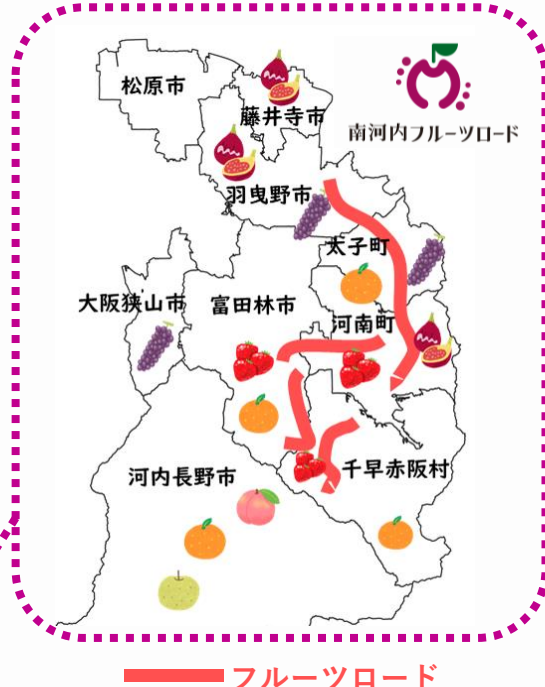 松原市
藤井寺市
南河内フルーツロード
羽曳野市
太子町
大阪狭山市
富田林市
河南町
河内長野市
千早赤阪村
フルーツロード